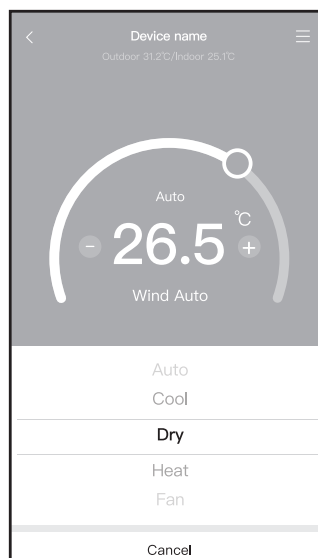 Device name
Outdoor 31.2℃/Indoor 25.1℃
Auto
- 26.5 ℃ +
Wind Auto
Auto
Cool
Dry
Heat
Fan
Cancel